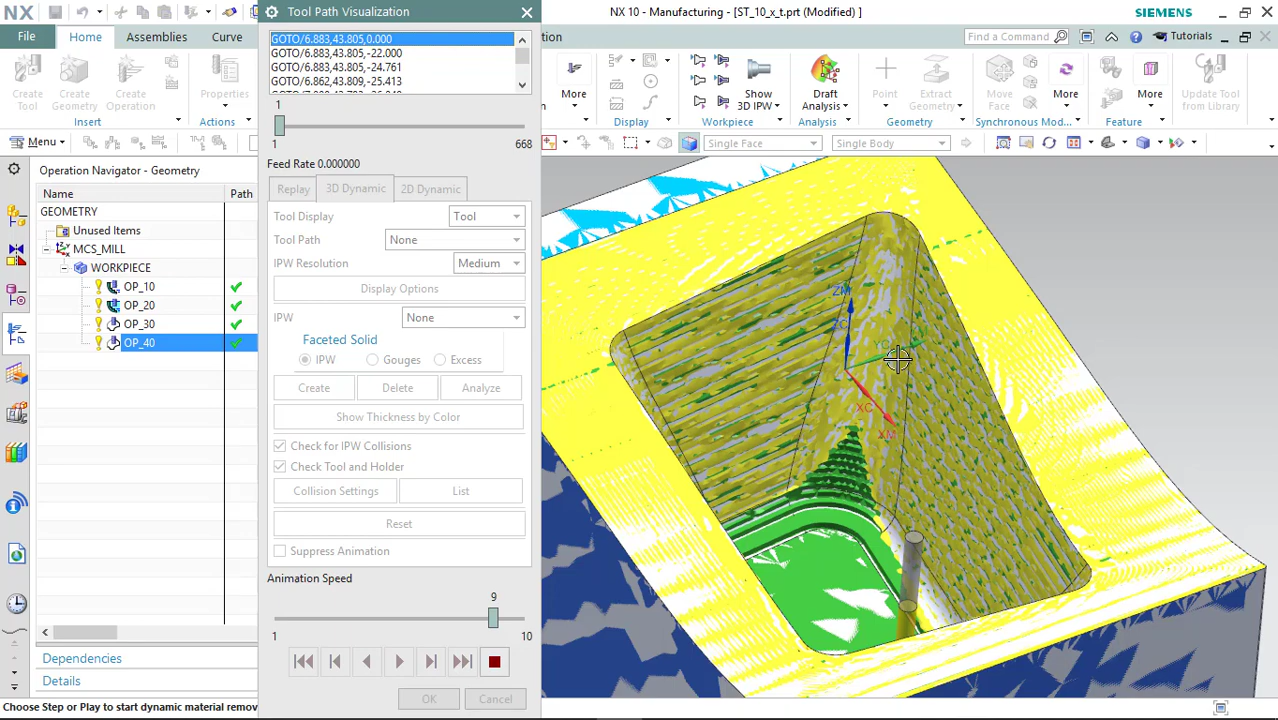 NX
Tool Path Visualization
NX 10 - Manufacturing - [ST_10_x_t.prt (Modified) ]
SIEMENS
File
Home
Assemblies
Curve
Find a Command
Tutorials
GOTO/6.883,43.805,0.000
GOTO/6.883,43.805,-22.000
GOTO/6.883,43.805,-24.761
GOTO/6.862,43.809,-25.413
Create Tool
Create Geometry
Create Operation
Properties
Insert
Actions
More
Display
Show 3D IPW
Workpiece
Draft Analysis
Analysis
Point
Extract Geometry
Geometry
Move Face
More
Synchronous Mod...
More
Feature
Update Tool from Library
Menu
Single Face
Single Body
1
1
668
Feed Rate 0.000000
Operation Navigator - Geometry
Name
Path
GEOMETRY
Unused Items
MCS_MILL
WORKPIECE
OP_10
OP_20
OP_30
OP_40
Replay
3D Dynamic
2D Dynamic
Tool Display
Tool
Tool Path
None
IPW Resolution
Medium
Display Options
IPW
None
Faceted Solid
IPW
Gouges
Excess
Create
Delete
Analyze
Show Thickness by Color
Check for IPW Collisions
Check Tool and Holder
Collision Settings
List
Reset
Suppress Animation
Animation Speed
9
1
10
OK
Cancel
ZM
ZC
YC
XC
XM
Dependencies
Details
Choose Step or Play to start dynamic material remov